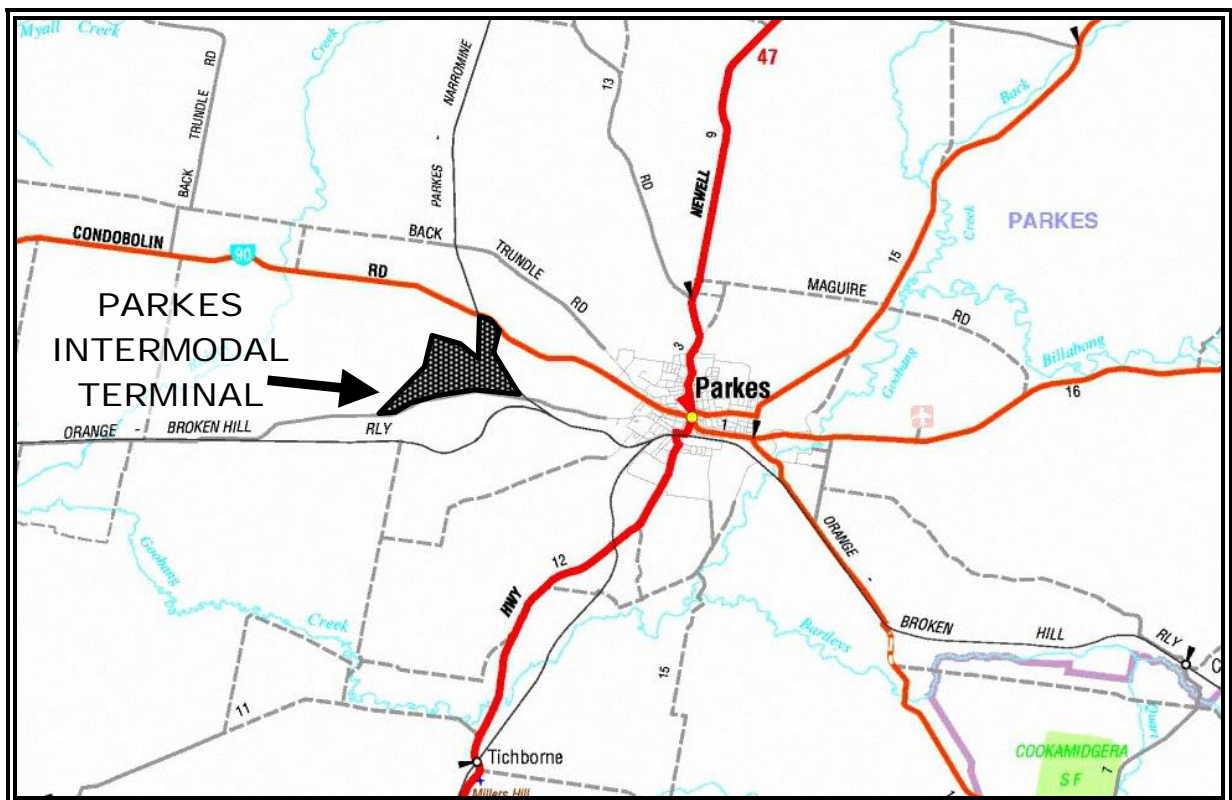 Myall Creek
Creek
BACK TRUNDLE RD
PARKES - NARROMINE
13
RD
47
9
NEWELL
Back
Creek
PARKES
15
CONDOBOLIN
90
RD
BACK TRUNDLE RD
MAGUIRE RD
PARKES
INTERMODAL
TERMINAL
3
Parkes
Goobang
Billabong
16
1
ORANGE - BROKEN HILL RLY
Goobang
Creek
12
HWY
ORANGE - BROKEN HILL RLY
Bartleys
15
11
Tichborne
Millers Hill
COOKAMIDGERA
S F
7